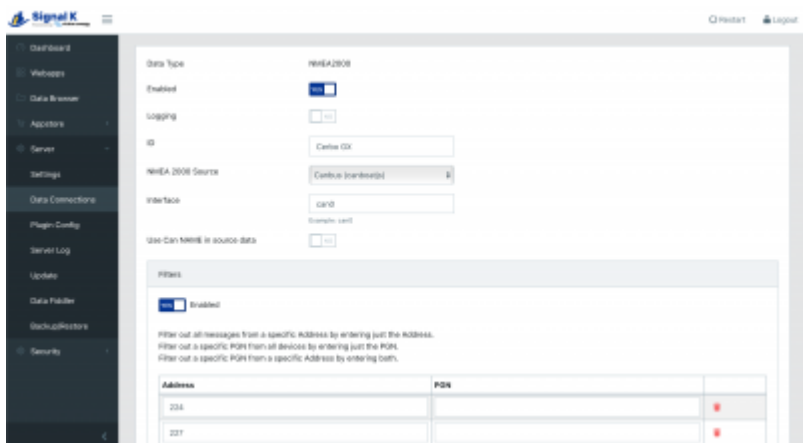 Signal K
Restart
Logout
Dashboard
Webapps
Data Browser
Appstore
Server
Settings
Data Connections
Plugin Config
Server Log
Update
Data Fiddler
Backup/Restore
Security
Data Type NMEA2000
Enabled YES
Logging NO
ID Cerbo GX
NMEA 2000 Source Canbus (canboatjs)
Interface can0
Example: can0
Use Can NAME in source data NO
Filters
YES Enabled
Filter out all messages from a specific Address by entering just the Address.
Filter out a specific PGN from all devices by entering just the PGN.
Filter out a specific PGN from a specific Address by entering both.
Address PGN
234
237